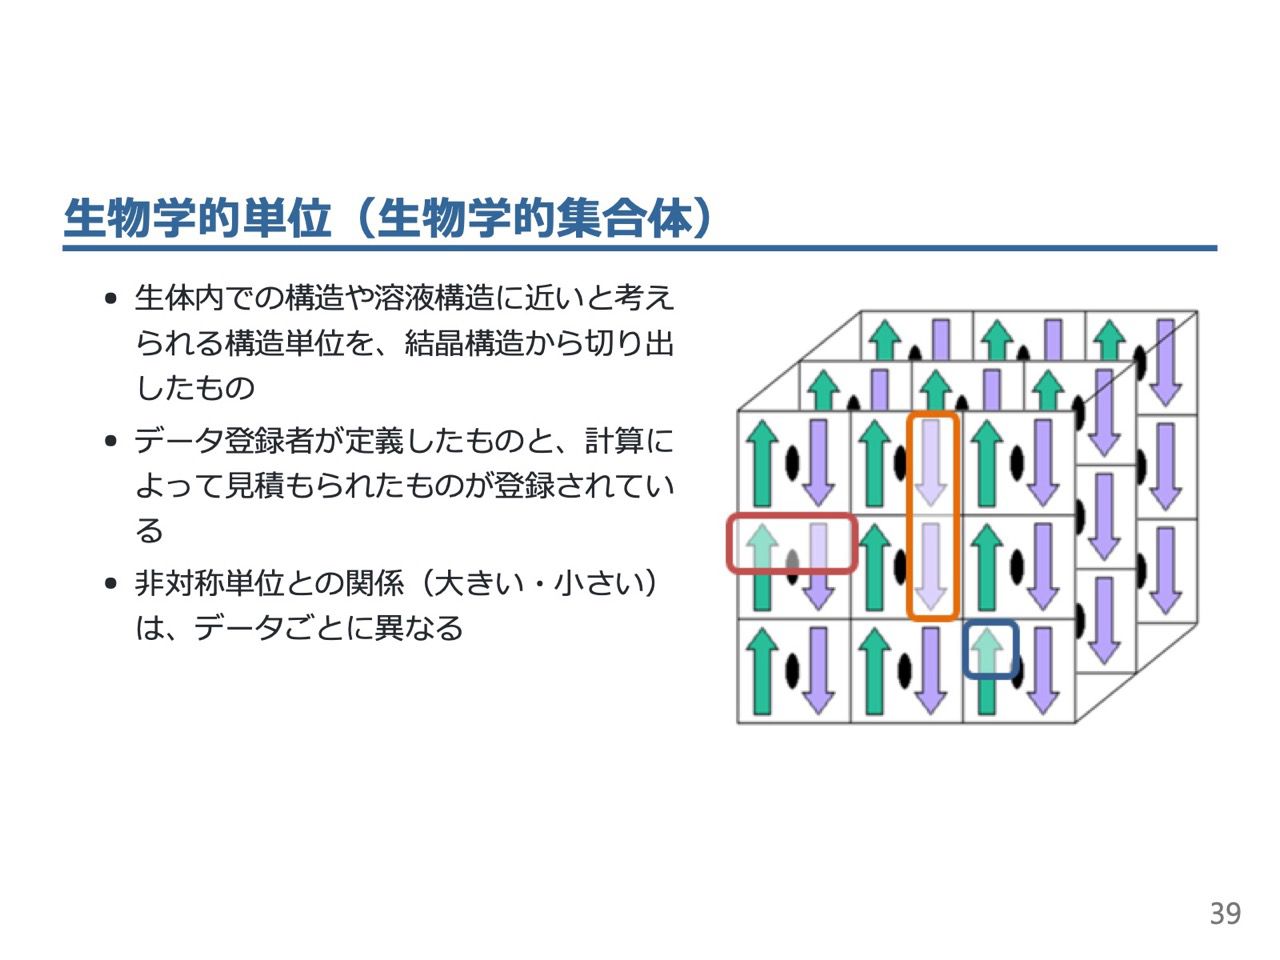 生物学的単位（生物学的集合体）
• 生体内での構造や溶液構造に近いと考え
られる構造単位を、結晶構造から切り出
したもの
• データ登録者が定義したものと、計算に
よって見積もられたものが登録されてい
る
• 非対称単位との関係（大きい・小さい）
は、データごとに異なる
39